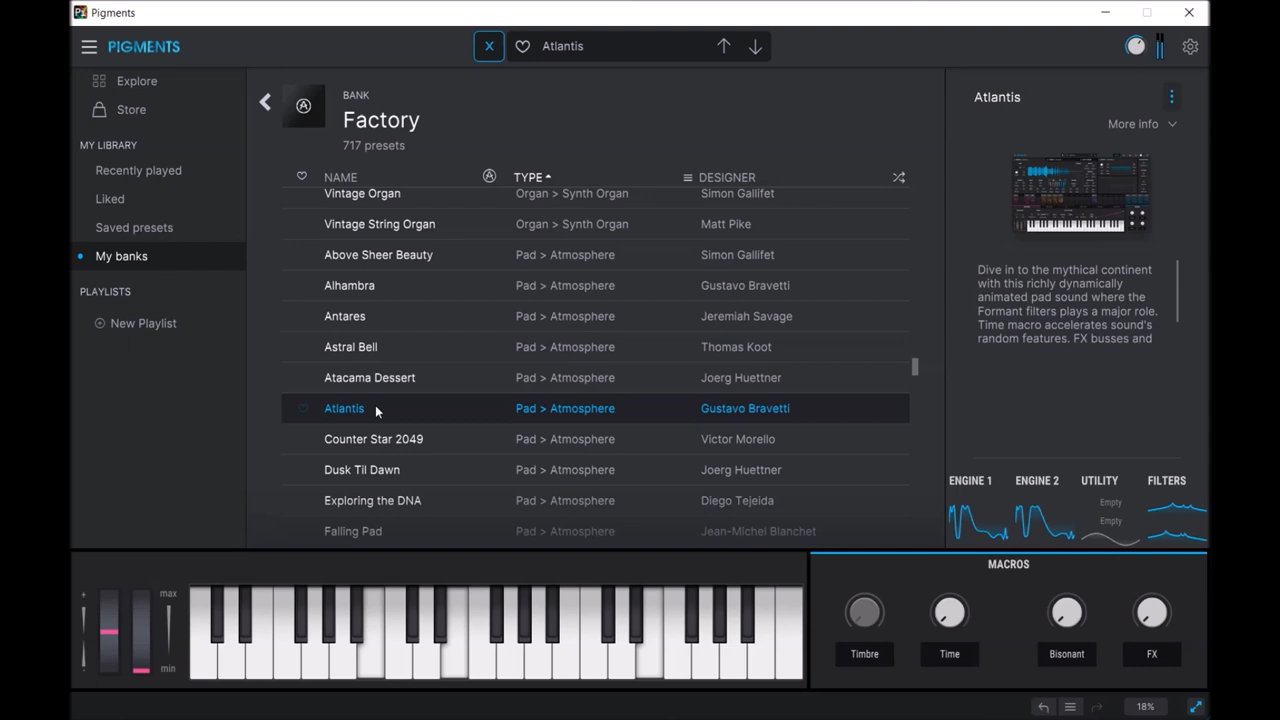 Pigments
PIGMENTS
X
Atlantis
Explore
Store
MY LIBRARY
Recently played
Liked
Saved presets
My banks
PLAYLISTS
New Playlist
BANK
Factory
717 presets
NAME TYPE DESIGNER
Vintage Organ Organ > Synth Organ Simon Gallifet
Vintage String Organ Organ > Synth Organ Matt Pike
Above Sheer Beauty Pad > Atmosphere Simon Gallifet
Alhambra Pad > Atmosphere Gustavo Bravetti
Antares Pad > Atmosphere Jeremiah Savage
Astral Bell Pad > Atmosphere Thomas Koot
Atacama Dessert Pad > Atmosphere Joerg Huettner
Atlantis Pad > Atmosphere Gustavo Bravetti
Counter Star 2049 Pad > Atmosphere Victor Morello
Dusk Til Dawn Pad > Atmosphere Joerg Huettner
Exploring the DNA Pad > Atmosphere Diego Tejeida
Falling Pad Pad > Atmosphere Jean-Michel Blanchet
Atlantis
More info
Dive in to the mythical continent
with this richly dynamically
animated pad sound where the
Formant filters plays a major role.
Time macro accelerates sound's
random features. FX busses and
ENGINE 1 ENGINE 2 UTILITY FILTERS
Empty
Empty
+ max
- min
MACROS
Timbre Time Bisonant FX
18%